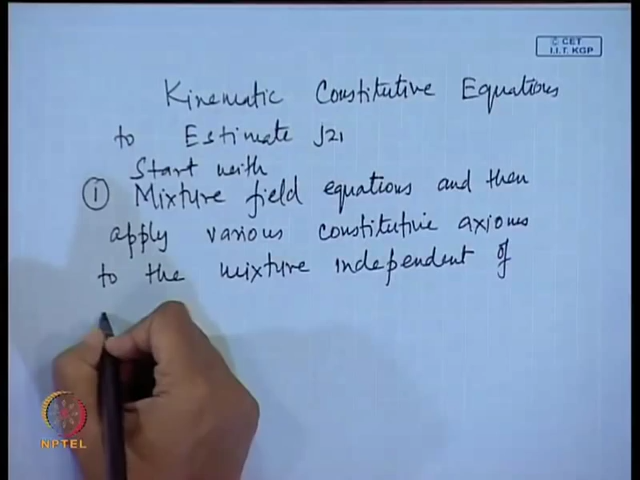 © CET
I.I.T. KGP
Kinematic Constitutive Equations
to Estimate J21
Start with
① Mixture field equations and then
apply various constitutive axioms
to the mixture independent of
NPTEL